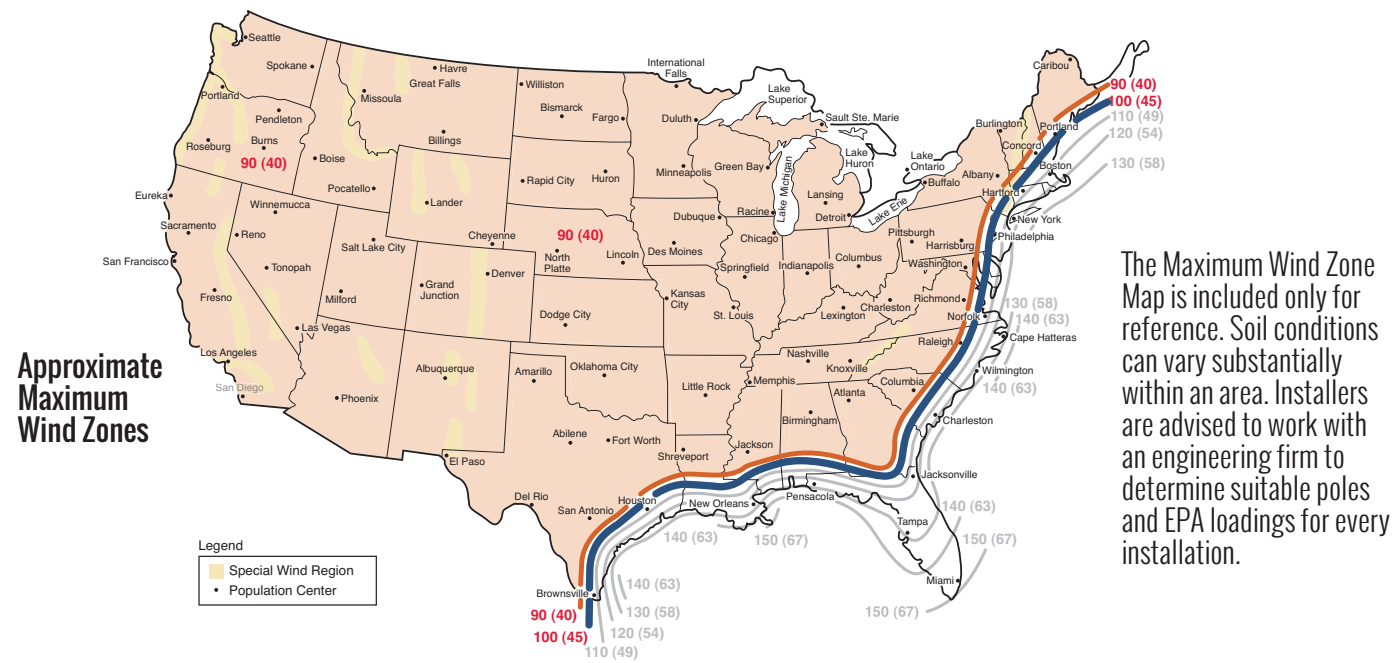 Approximate
Maximum
Wind Zones
Seattle
Spokane
Portland
Pendleton
Roseburg
Burns
90 (40)
Boise
Pocatello
Missoula
Havre
Great Falls
Billings
Lander
Williston
Bismarck
Fargo
International
Falls
Duluth
Lake
Superior
Sault Ste. Marie
Minneapolis
Green Bay
Lake Michigan
Lake
Huron
Lake
Ontario
Lake Erie
Rapid City
Huron
Eureka
Sacramento
San Francisco
Winnemucca
Reno
Tonopah
Salt Lake City
Milford
Fresno
Las Vegas
Los Angeles
San Diego
Phoenix
Cheyenne
Denver
Grand
Junction
90 (40)
North
Platte
Lincoln
Des Moines
Dubuque
Racine
Chicago
Lansing
Detroit
Springfield
Indianapolis
Columbus
Kansas
City
St. Louis
Dodge City
Lexington
Charleston
Albuquerque
Amarillo
Oklahoma City
Little Rock
Memphis
Nashville
Knoxville
Atlanta
Columbia
Birmingham
Jackson
Abilene
Fort Worth
Shreveport
El Paso
Del Rio
San Antonio
Houston
New Orleans
Pensacola
Brownsville
Caribou
Burlington
Portland
Concord
Boston
Albany
Hartford
Buffalo
New York
Philadelphia
Pittsburgh
Harrisburg
Washington
Richmond
Norfolk
Raleigh
Cape Hatteras
Wilmington
Charleston
Jacksonville
Tampa
Miami
90 (40)
100 (45)
110 (49)
120 (54)
130 (58)
130 (58)
140 (63)
140 (63)
140 (63)
150 (67)
150 (67)
140 (63)
150 (67)
140 (63)
130 (58)
120 (54)
110 (49)
90 (40)
100 (45)
Legend
Special Wind Region
Population Center
The Maximum Wind Zone
Map is included only for
reference. Soil conditions
can vary substantially
within an area. Installers
are advised to work with
an engineering firm to
determine suitable poles
and EPA loadings for every
installation.